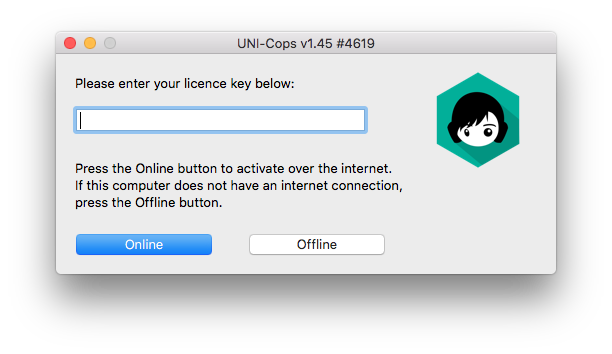 UNI-Cops v1.45 #4619
Please enter your licence key below:
Press the Online button to activate over the internet.
If this computer does not have an internet connection,
press the Offline button.
Online
Offline